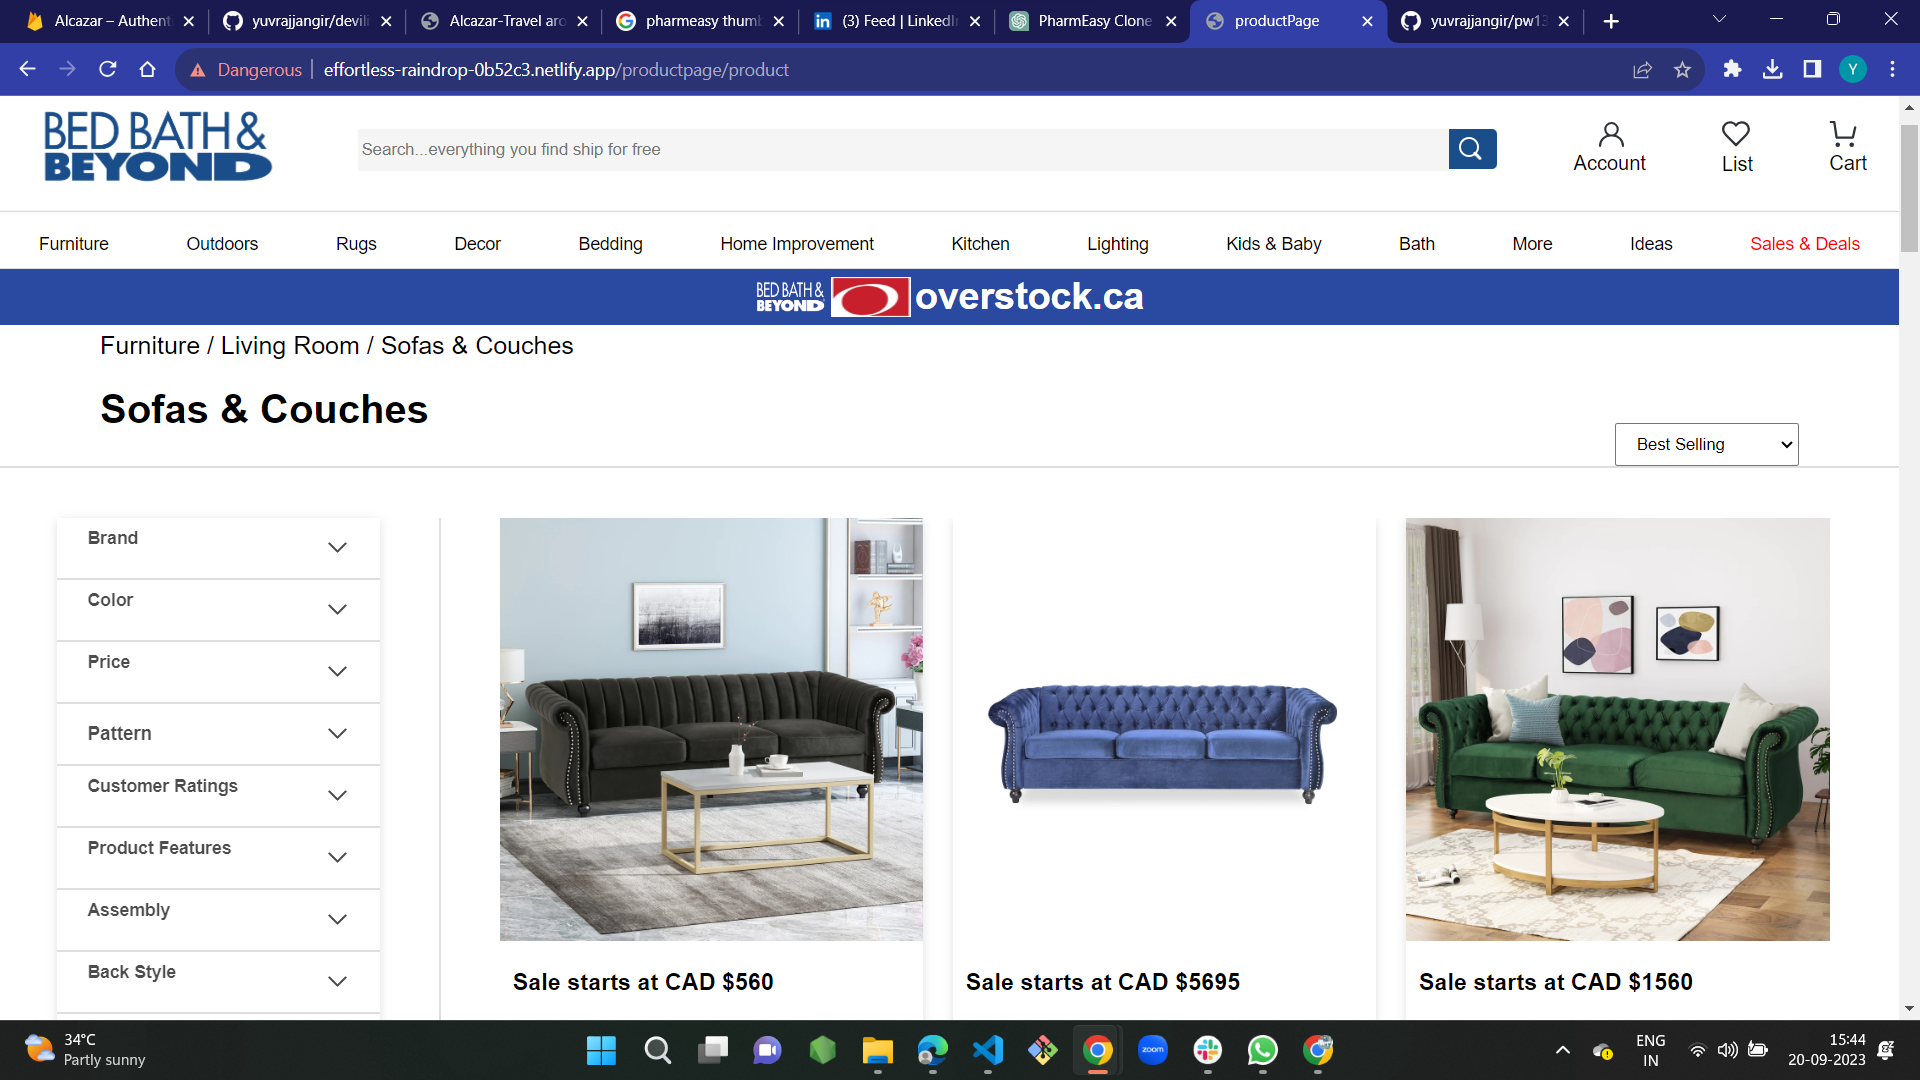 Alcazar – Authent
yuvrajjangir/devili
Alcazar-Travel aro
pharmeasy thumb
(3) Feed | LinkedIn
PharmEasy Clone
productPage
yuvrajjangir/pw13
Dangerous
effortless-raindrop-0b52c3.netlify.app/productpage/product
Y
BED BATH &
BEYOND
Search...everything you find ship for free
Account
List
Cart
Furniture
Outdoors
Rugs
Decor
Bedding
Home Improvement
Kitchen
Lighting
Kids & Baby
Bath
More
Ideas
Sales & Deals
BED BATH &
BEYOND
overstock.ca
Furniture / Living Room / Sofas & Couches
Sofas & Couches
Best Selling
Brand
Color
Price
Pattern
Customer Ratings
Product Features
Assembly
Back Style
Sale starts at CAD $560
Sale starts at CAD $5695
Sale starts at CAD $1560
34°C
Partly sunny
zoom
ENG
IN
15:44
20-09-2023